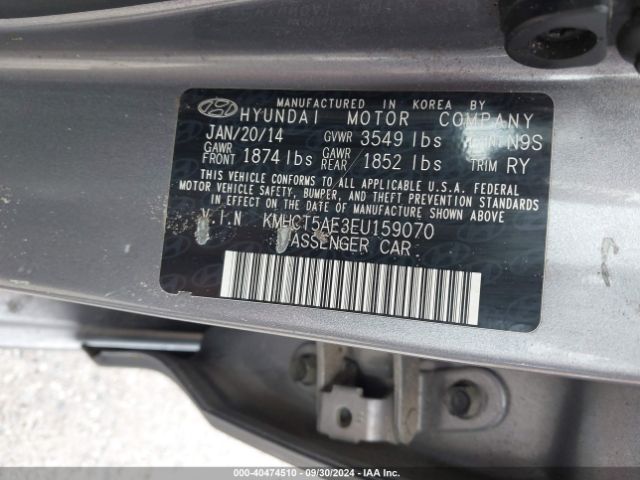 MANUFACTURED IN KOREA BY
HYUNDAI MOTOR COMPANY
JAN/20/14 GVWR 3549 lbs N9S
GAWR FRONT 1874 lbs GAWR REAR 1852 lbs TRIM RY
THIS VEHICLE CONFORMS TO ALL APPLICABLE U.S.A. FEDERAL
MOTOR VEHICLE SAFETY, BUMPER, AND THEFT PREVENTION STANDARDS
IN EFFECT ON THE DATE OF MANUFACTURE SHOWN ABOVE.
VIN KMHCT5AE3EU159070
PASSENGER CAR
000-40474510 - 09/30/2024 - IAA Inc.